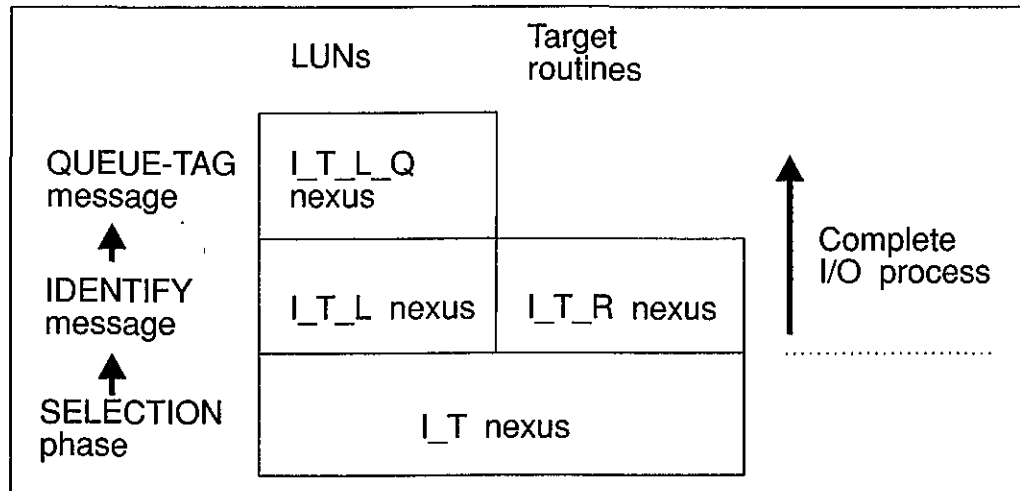 LUNs
Target
routines
QUEUE-TAG
message
I_T_L_Q
nexus
IDENTIFY
message
I_T_L nexus
I_T_R nexus
Complete
I/O process
SELECTION
phase
I_T nexus